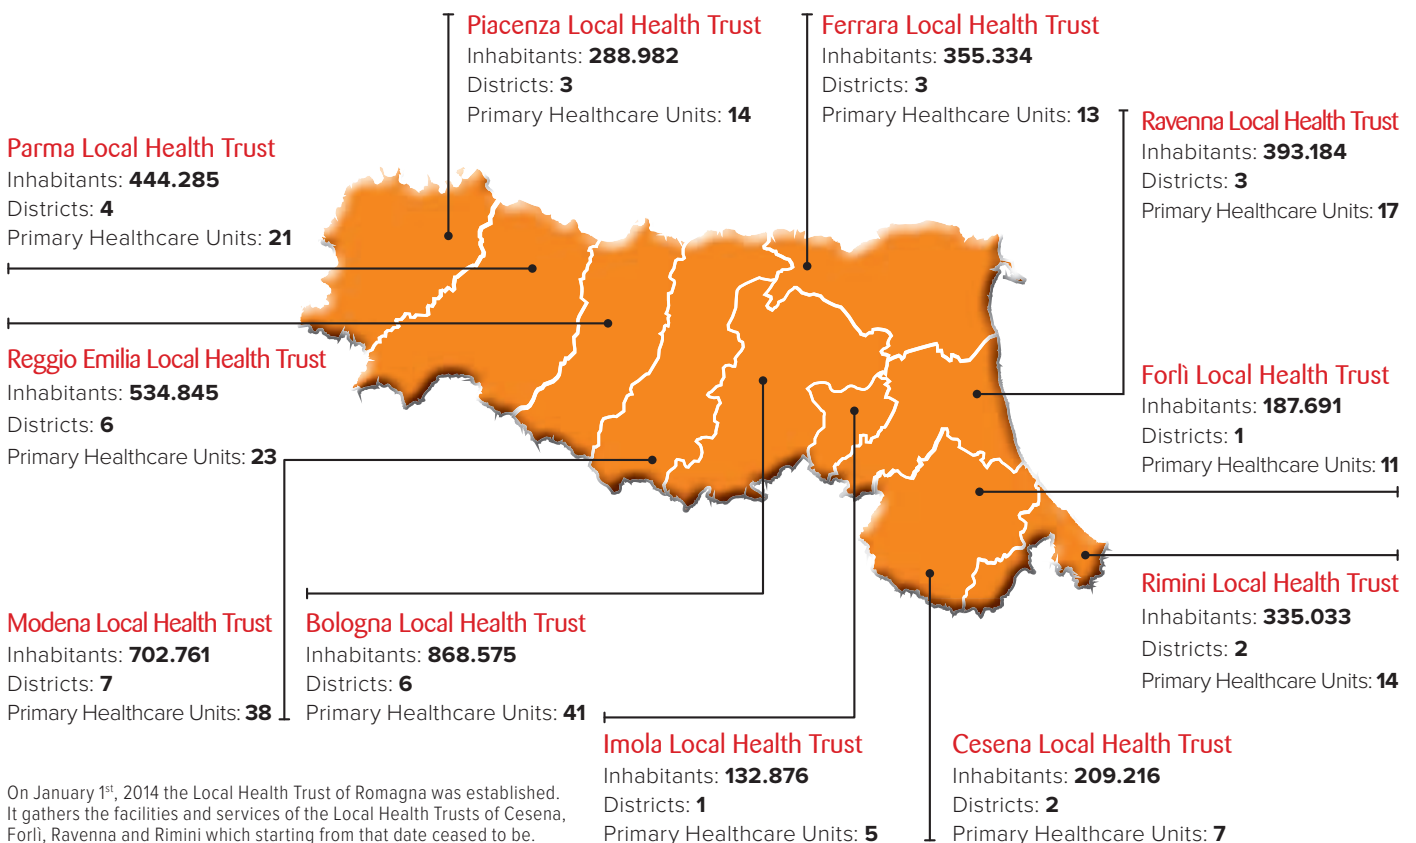 Piacenza Local Health Trust
Inhabitants: 288.982
Districts: 3
Primary Healthcare Units: 14
Ferrara Local Health Trust
Inhabitants: 355.334
Districts: 3
Primary Healthcare Units: 13
Ravenna Local Health Trust
Inhabitants: 393.184
Districts: 3
Primary Healthcare Units: 17
Parma Local Health Trust
Inhabitants: 444.285
Districts: 4
Primary Healthcare Units: 21
Reggio Emilia Local Health Trust
Inhabitants: 534.845
Districts: 6
Primary Healthcare Units: 23
Forlì Local Health Trust
Inhabitants: 187.691
Districts: 1
Primary Healthcare Units: 11
Rimini Local Health Trust
Inhabitants: 335.033
Districts: 2
Primary Healthcare Units: 14
Modena Local Health Trust
Inhabitants: 702.761
Districts: 7
Primary Healthcare Units: 38
Bologna Local Health Trust
Inhabitants: 868.575
Districts: 6
Primary Healthcare Units: 41
Imola Local Health Trust
Inhabitants: 132.876
Districts: 1
Primary Healthcare Units: 5
Cesena Local Health Trust
Inhabitants: 209.216
Districts: 2
Primary Healthcare Units: 7
On January 1st, 2014 the Local Health Trust of Romagna was established.
It gathers the facilities and services of the Local Health Trusts of Cesena,
Forlì, Ravenna and Rimini which starting from that date ceased to be.